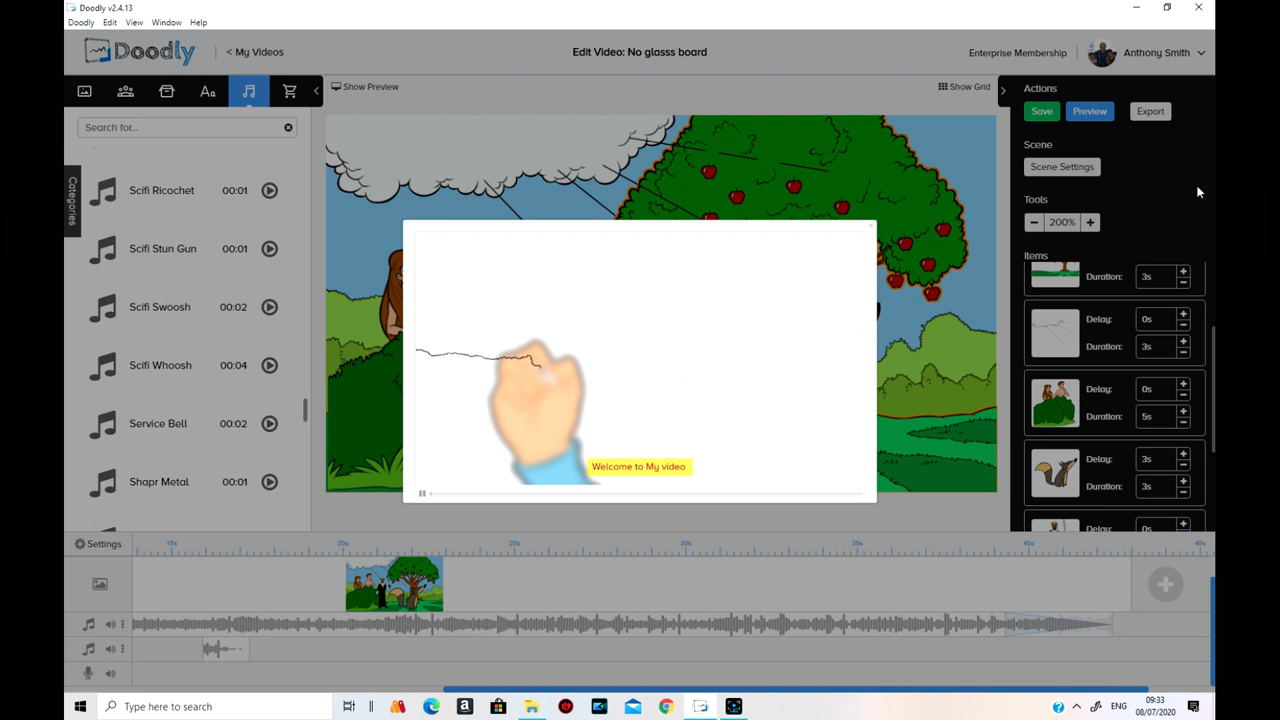 Doodly v2.4.13
Doodly Edit View Window Help
Doodly
< My Videos
Edit Video: No glasss board
Enterprise Membership
Anthony Smith
Show Preview
Show Grid
Actions
Save Preview Export
Scene
Scene Settings
Tools
200%
Items
Duration: 3s
Delay: 0s
Duration: 3s
Delay: 0s
Duration: 5s
Delay: 3s
Duration: 3s
Delay: 0s
Aa
Search for...
Categories
Scifi Ricochet 00:01
Scifi Stun Gun 00:01
Scifi Swoosh 00:02
Scifi Whoosh 00:04
Service Bell 00:02
Shapr Metal 00:01
Welcome to My video
Settings
15s 20s 25s 30s 35s 40s 45s
Type here to search
ENG
09:33
08/07/2020